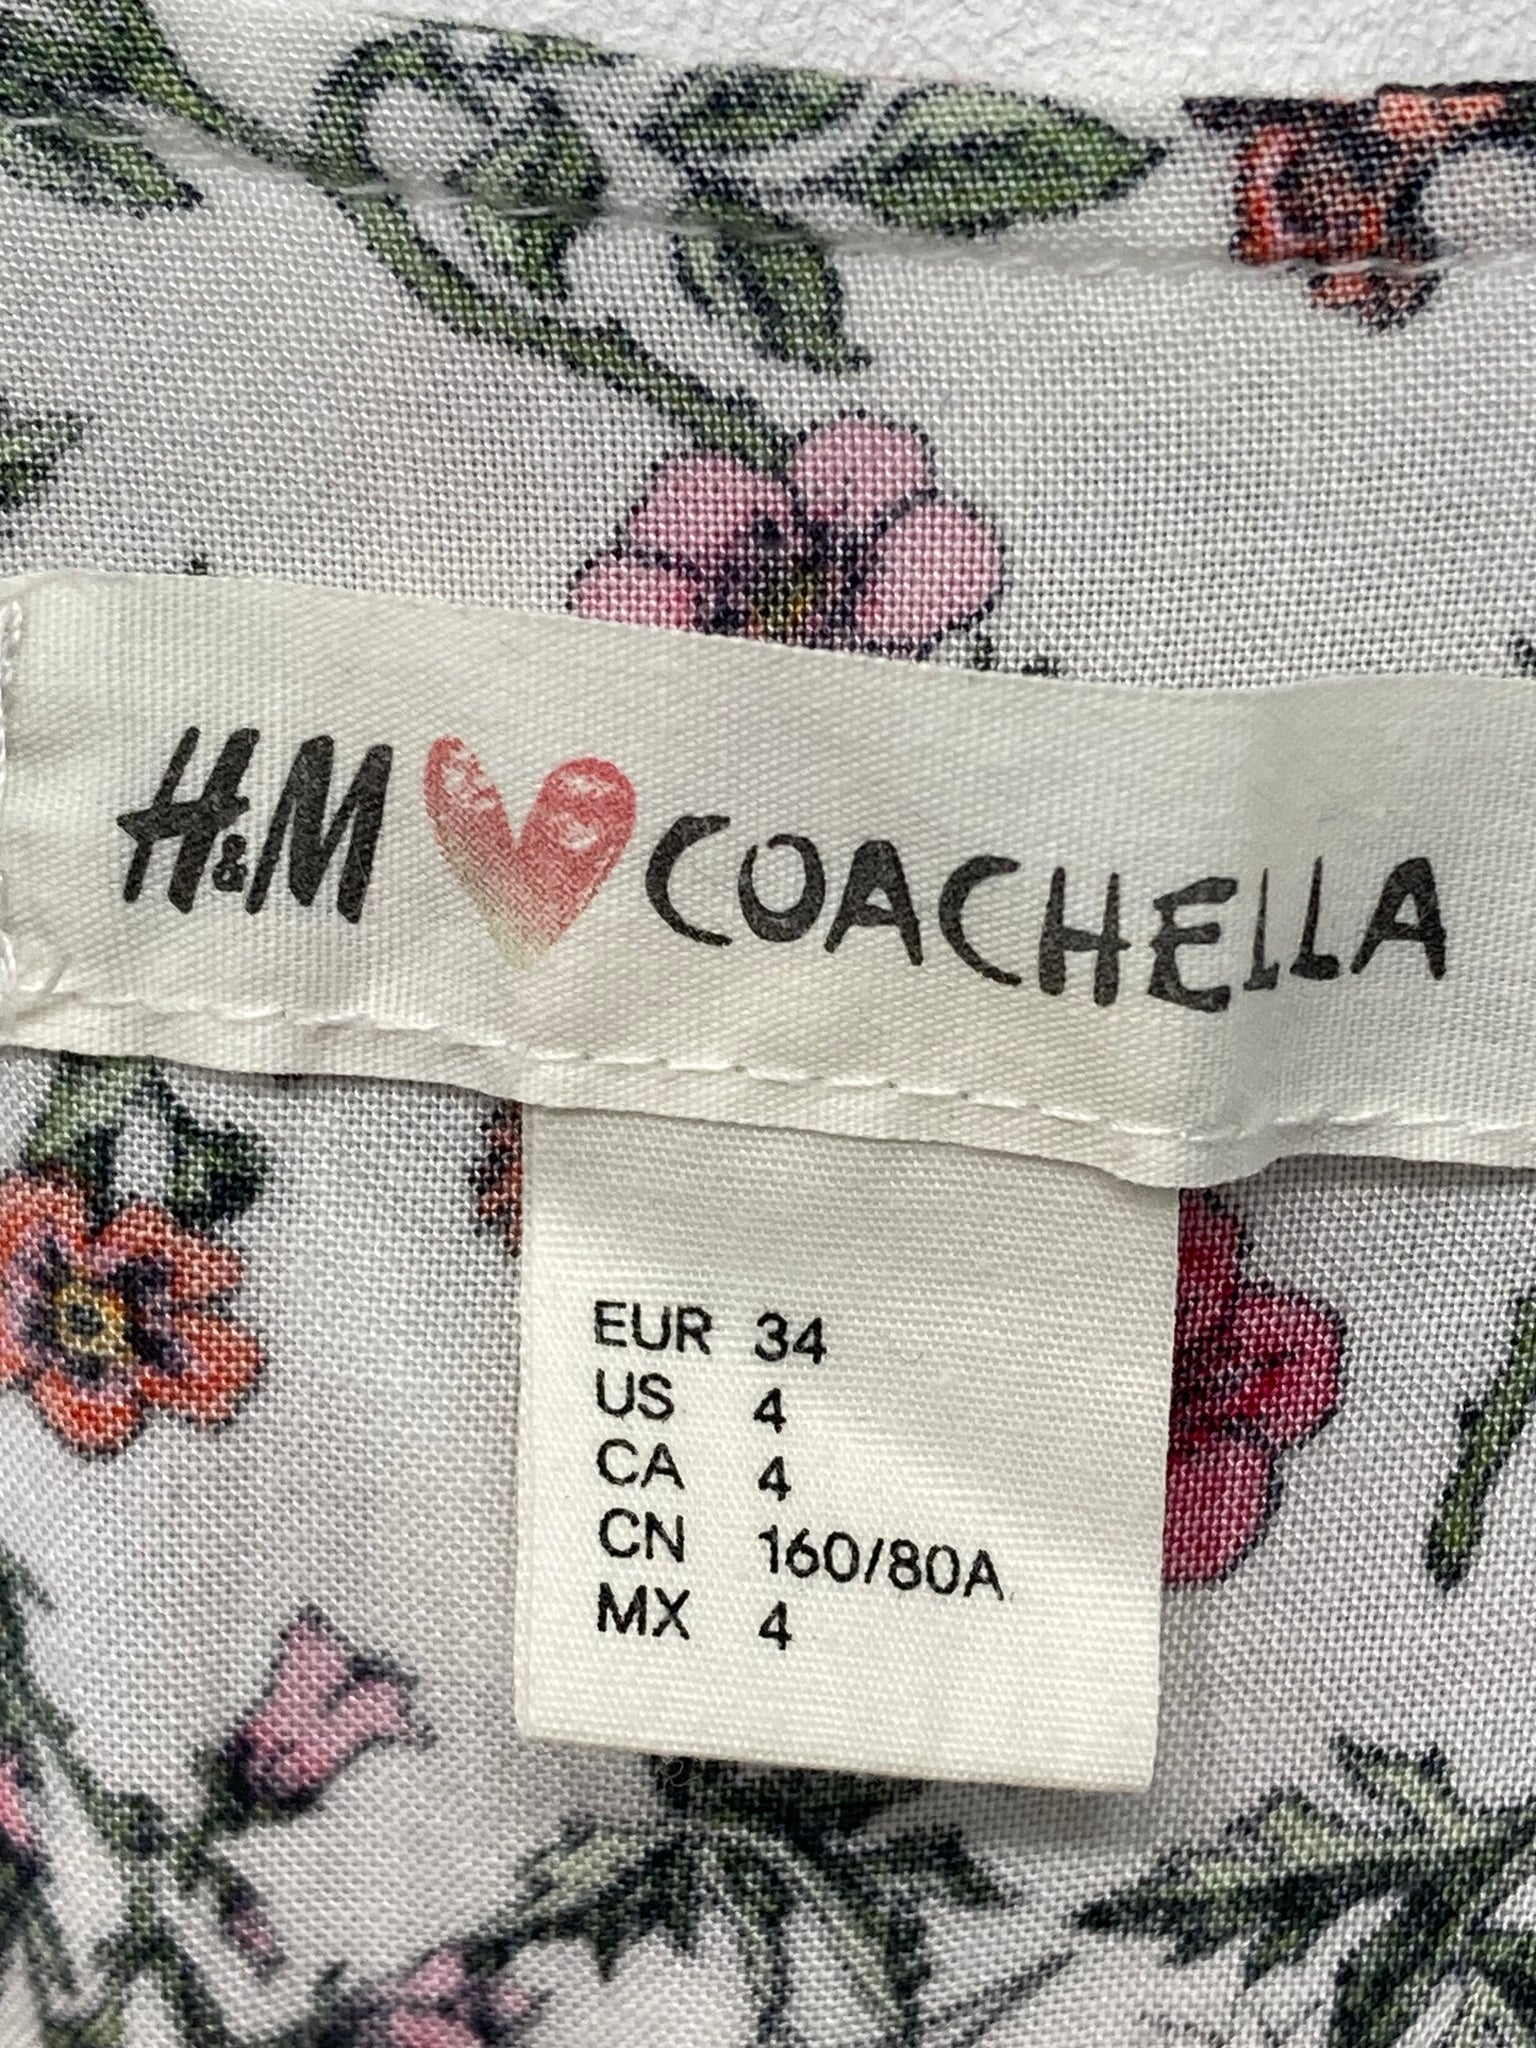 H&M ♥ COACHELLA
EUR 34
US 4
CA 4
CN 160/80A
MX 4